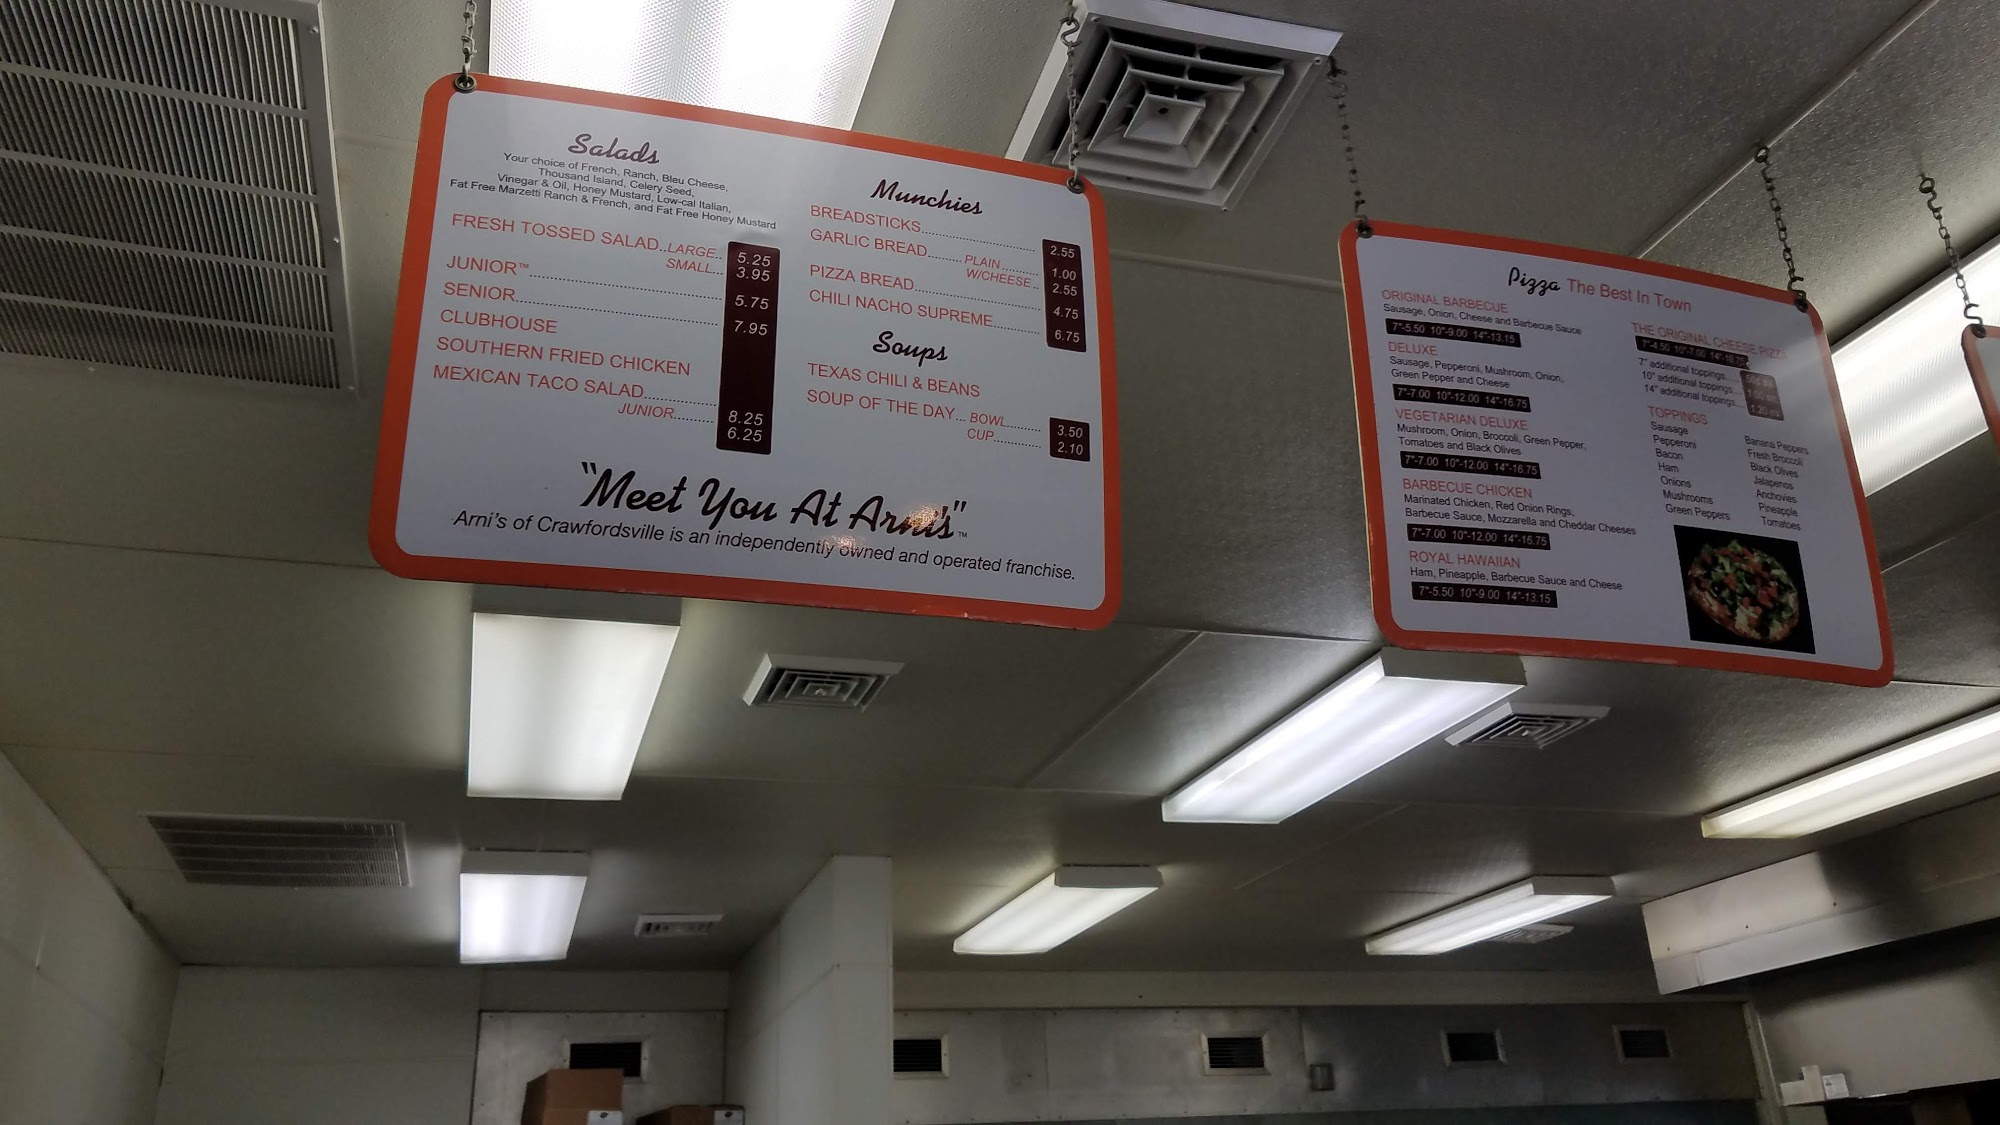 Salads
Your choice of French, Ranch, Bleu Cheese,
Thousand Island, Celery Seed,
Vinegar & Oil, Honey Mustard, Low-cal Italian,
Fat Free Marzetti Ranch & French, and Fat Free Honey Mustard
FRESH TOSSED SALAD..LARGE.. 5.25
SMALL.... 3.95
JUNIOR™ 5.75
SENIOR 7.95
CLUBHOUSE
SOUTHERN FRIED CHICKEN
MEXICAN TACO SALAD 8.25
JUNIOR 6.25
Munchies
BREADSTICKS 2.55
GARLIC BREAD PLAIN 1.00
W/CHEESE.. 2.55
PIZZA BREAD 4.75
CHILI NACHO SUPREME 6.75
Soups
TEXAS CHILI & BEANS
SOUP OF THE DAY... BOWL 3.50
CUP 2.10
"Meet You At Arni's"™
Arni's of Crawfordsville is an independently owned and operated franchise.
Pizza The Best In Town
ORIGINAL BARBECUE
Sausage, Onion, Cheese and Barbecue Sauce
7"-5.50 10"-9.00 14"-13.15
DELUXE
Sausage, Pepperoni, Mushroom, Onion,
Green Pepper and Cheese
7"-7.00 10"-12.00 14"-16.75
VEGETARIAN DELUXE
Mushroom, Onion, Broccoli, Green Pepper,
Tomatoes and Black Olives
7"-7.00 10"-12.00 14"-16.75
BARBECUE CHICKEN
Marinated Chicken, Red Onion Rings,
Barbecue Sauce, Mozzarella and Cheddar Cheeses
7"-7.00 10"-12.00 14"-16.75
ROYAL HAWAIIAN
Ham, Pineapple, Barbecue Sauce and Cheese
7"-5.50 10"-9.00 14"-13.15
THE ORIGINAL CHEESE PIZZA
7"-4.50 10"-7.00
7" additional toppings
10" additional toppings
14" additional toppings 1.20
TOPPINGS
Sausage
Pepperoni
Bacon
Ham
Onions
Mushrooms
Green Peppers
Banana Peppers
Fresh Broccoli
Black Olives
Jalapenos
Anchovies
Pineapple
Tomatoes